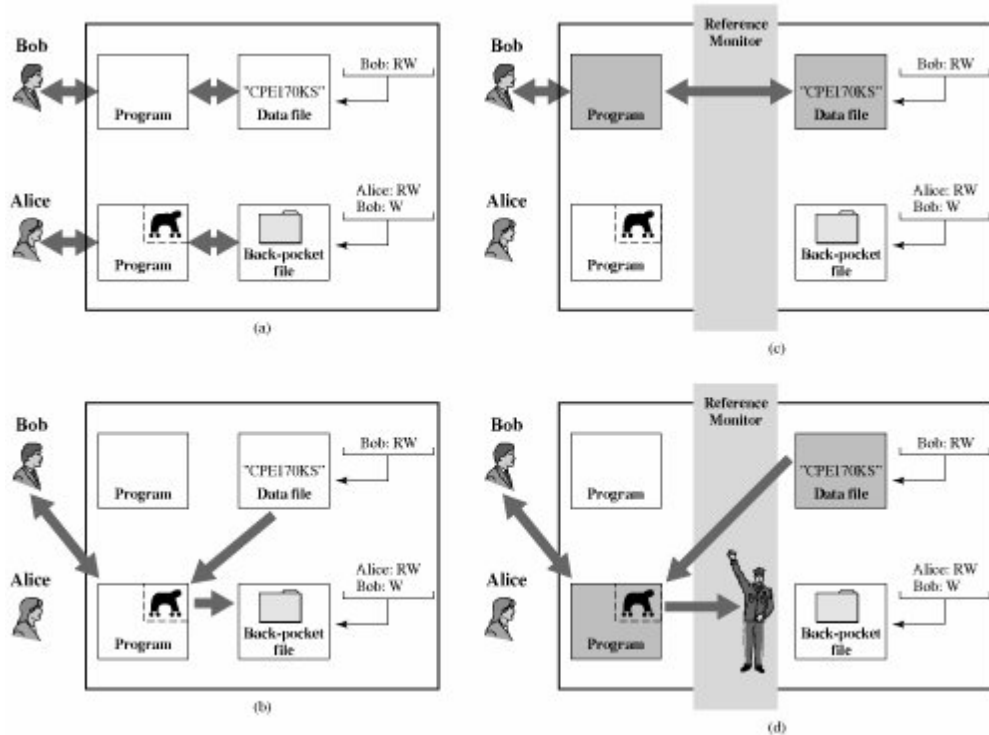 Bob
Program
"CPE170KS"
Data file
Bob: RW
Alice
Program
Back-pocket
file
Alice: RW
Bob: W
(a)
Reference
Monitor
Bob
Program
"CPE170KS"
Data file
Bob: RW
Alice
Program
Back-pocket
file
Alice: RW
Bob: W
(c)
Bob
Program
"CPE170KS"
Data file
Bob: RW
Alice
Program
Back-pocket
file
Alice: RW
Bob: W
(b)
Reference
Monitor
Bob
Program
"CPE170KS"
Data file
Bob: RW
Alice
Program
Back-pocket
file
Alice: RW
Bob: W
(d)